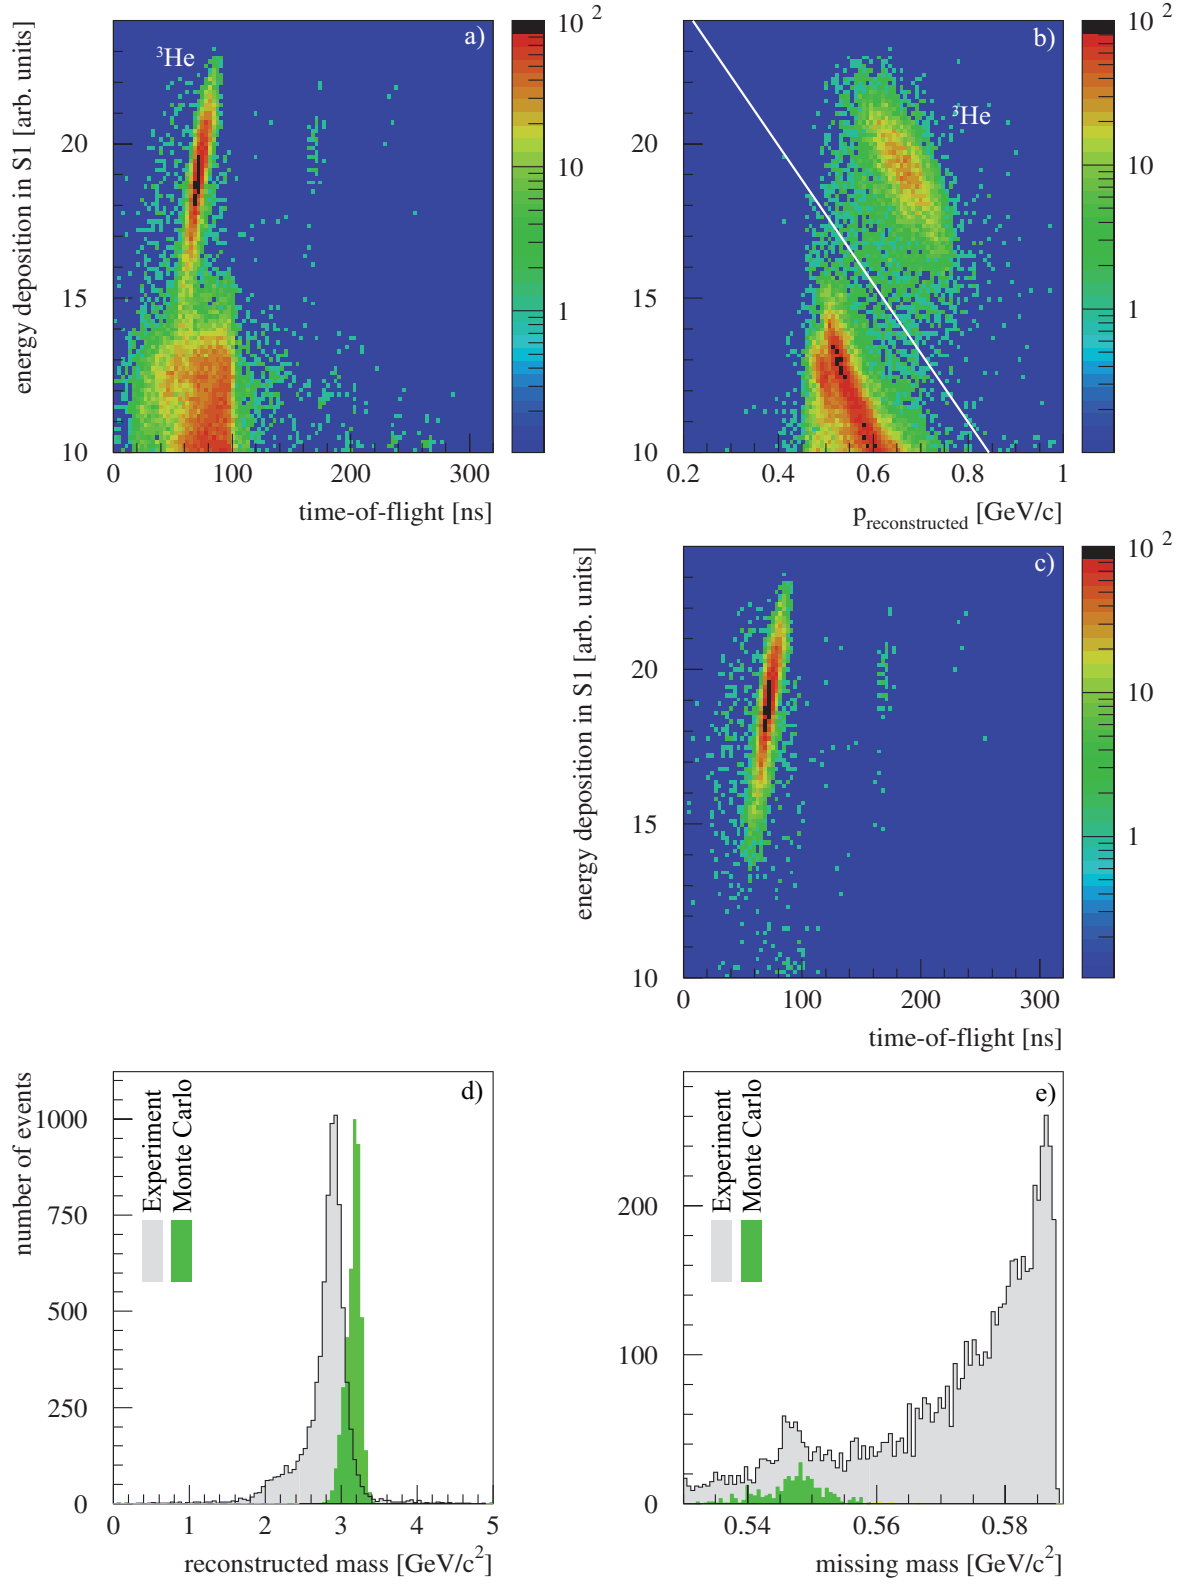 energy deposition in S1 [arb. units]
a)
³He
20
15
10
0
100
200
300
time-of-flight [ns]
10 ²
10
1
b)
³He
20
15
10
0.2
0.4
0.6
0.8
1
p_reconstructed [GeV/c]
10 ²
10
1
energy deposition in S1 [arb. units]
c)
20
15
10
0
100
200
300
time-of-flight [ns]
10 ²
10
1
number of events
d)
Experiment
Monte Carlo
1000
750
500
250
0
0
1
2
3
4
5
reconstructed mass [GeV/c²]
e)
Experiment
Monte Carlo
200
100
0
0.54
0.56
0.58
missing mass [GeV/c²]